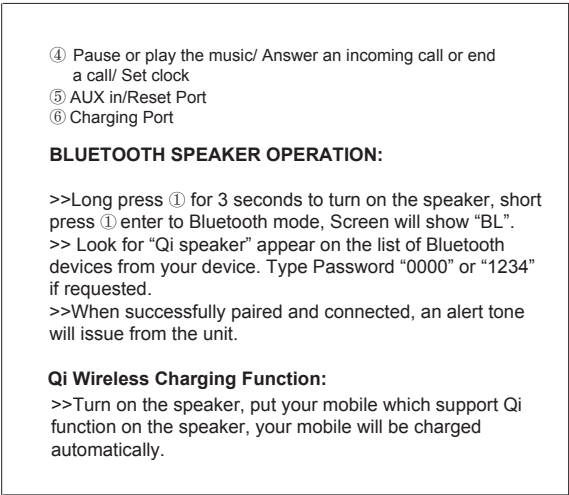 ④ Pause or play the music/ Answer an incoming call or end
a call/ Set clock
⑤ AUX in/Reset Port
⑥ Charging Port
BLUETOOTH SPEAKER OPERATION:
>>Long press ① for 3 seconds to turn on the speaker, short
press ① enter to Bluetooth mode, Screen will show “BL”.
>> Look for “Qi speaker” appear on the list of Bluetooth
devices from your device. Type Password “0000” or “1234”
if requested.
>>When successfully paired and connected, an alert tone
will issue from the unit.
Qi Wireless Charging Function:
>>Turn on the speaker, put your mobile which support Qi
function on the speaker, your mobile will be charged
automatically.